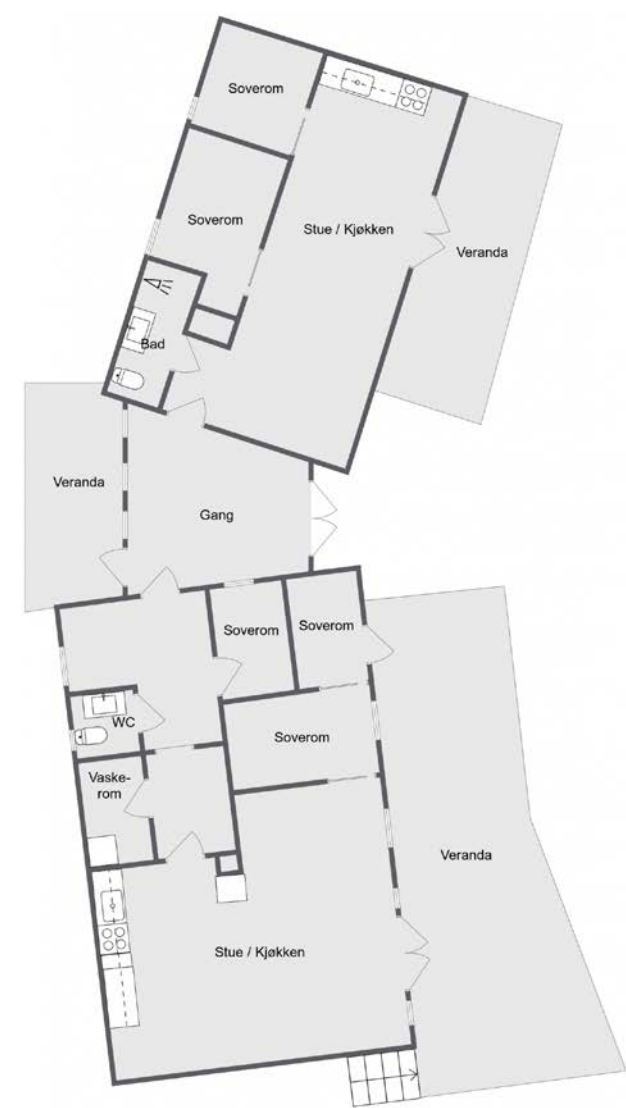 Soverom
Soverom
Stue / Kjøkken
Veranda
Bad
Veranda
Gang
Soverom
Soverom
WC
Soverom
Vaske-
rom
Veranda
Stue / Kjøkken